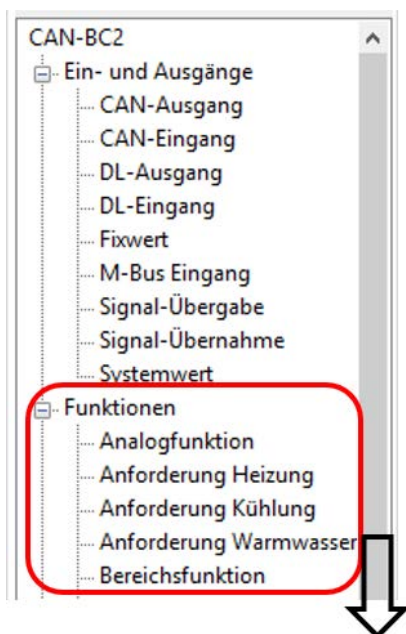 CAN-BC2
Ein- und Ausgänge
CAN-Ausgang
CAN-Eingang
DL-Ausgang
DL-Eingang
Fixwert
M-Bus Eingang
Signal-Übergabe
Signal-Übernahme
Systemwert
Funktionen
Analogfunktion
Anforderung Heizung
Anforderung Kühlung
Anforderung Warmwasser
Bereichsfunktion